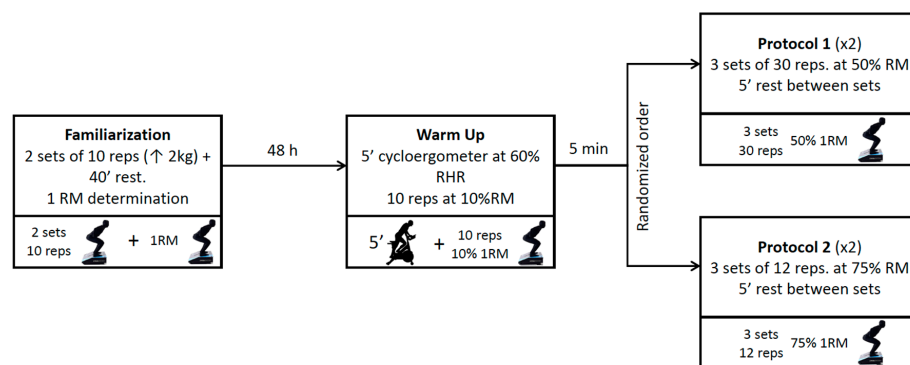 Familiarization
2 sets of 10 reps (↑ 2kg) +
40’ rest.
1 RM determination
2 sets
10 reps
+
1RM
48 h
Warm Up
5’ cycloergometer at 60%
RHR
10 reps at 10%RM
5’
+
10 reps
10% 1RM
5 min
Randomized order
Protocol 1 (x2)
3 sets of 30 reps. at 50% RM
5’ rest between sets
3 sets
30 reps
50% 1RM
Protocol 2 (x2)
3 sets of 12 reps. at 75% RM
5’ rest between sets
3 sets
12 reps
75% 1RM